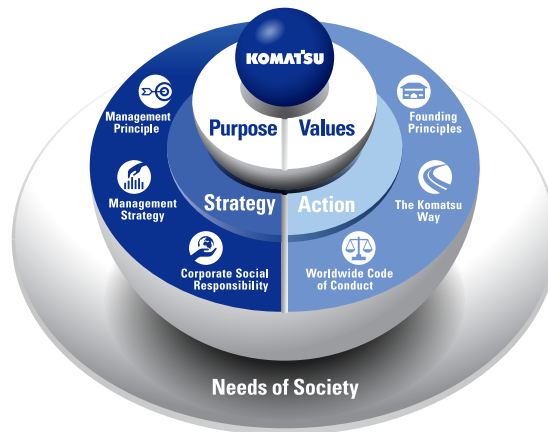 KOMATSU
Purpose
Values
Management
Principle
Founding
Principles
Management
Strategy
Strategy
Action
The Komatsu
Way
Corporate Social
Responsibility
Worldwide Code
of Conduct
Needs of Society